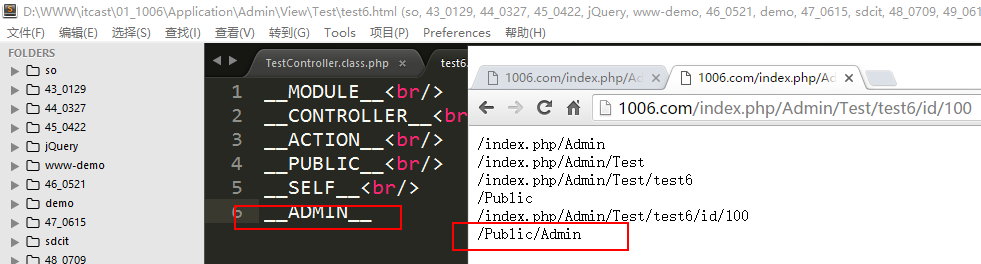 D:\WWW\itcast\01_1006\Application\Admin\View\Test\test6.html (so, 43_0129, 44_0327, 45_0422, jQuery, www-demo, 46_0521, demo, 47_0615, sdcit, 48_0709, 49_061
文件(F) 编辑(E) 选择(S) 查找(I) 查看(V) 转到(G) Tools 项目(P) Preferences 帮助(H)
FOLDERS
so
43_0129
44_0327
45_0422
jQuery
www-demo
46_0521
demo
47_0615
sdcit
48_0709
TestController.class.php × test6.
1 __MODULE__<br/>
2 __CONTROLLER__<b
3 __ACTION__<br/>
4 __PUBLIC__<br/>
5 __SELF__<br/>
6 __ADMIN__
1006.com/index.php/Ad × 1006.com/index.php/Ad ×
1006.com/index.php/Admin/Test/test6/id/100
/index.php/Admin
/index.php/Admin/Test
/index.php/Admin/Test/test6
/Public
/index.php/Admin/Test/test6/id/100
/Public/Admin